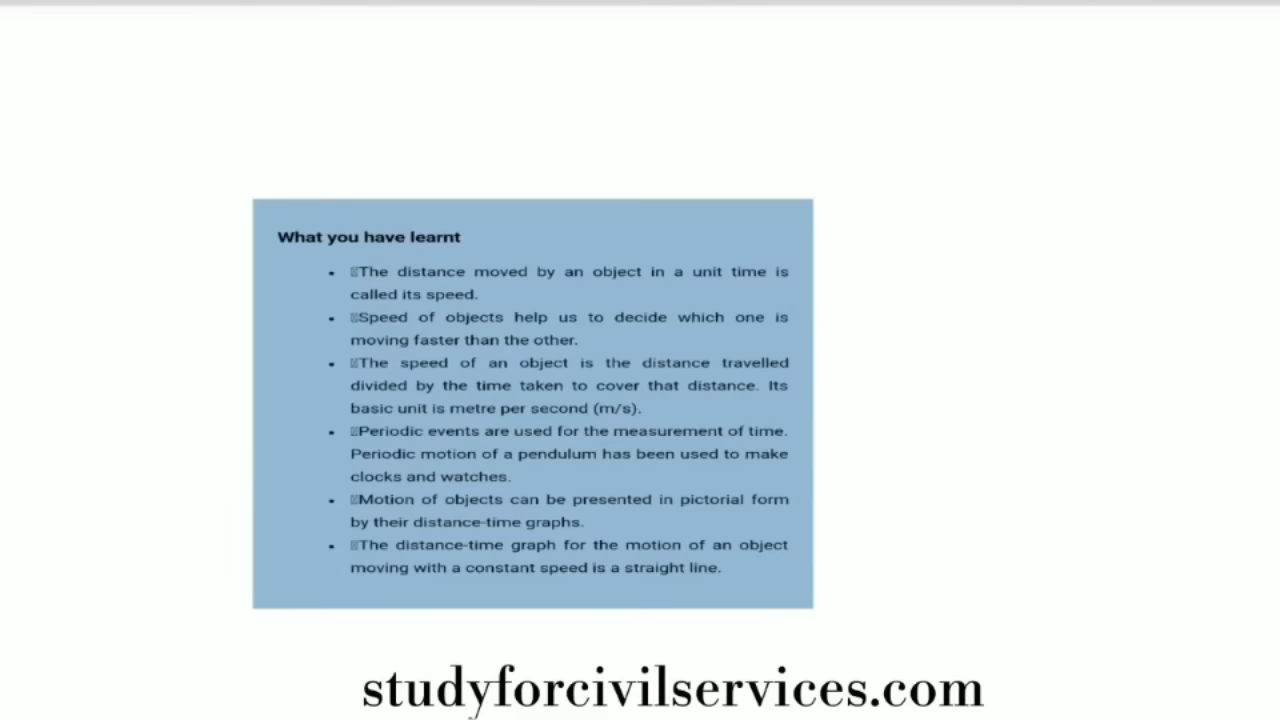 What you have learnt
• The distance moved by an object in a unit time is
called its speed.
• Speed of objects help us to decide which one is
moving faster than the other.
• The speed of an object is the distance travelled
divided by the time taken to cover that distance. Its
basic unit is metre per second (m/s).
• Periodic events are used for the measurement of time.
Periodic motion of a pendulum has been used to make
clocks and watches.
• Motion of objects can be presented in pictorial form
by their distance-time graphs.
• The distance-time graph for the motion of an object
moving with a constant speed is a straight line.
studyforcivilservices.com